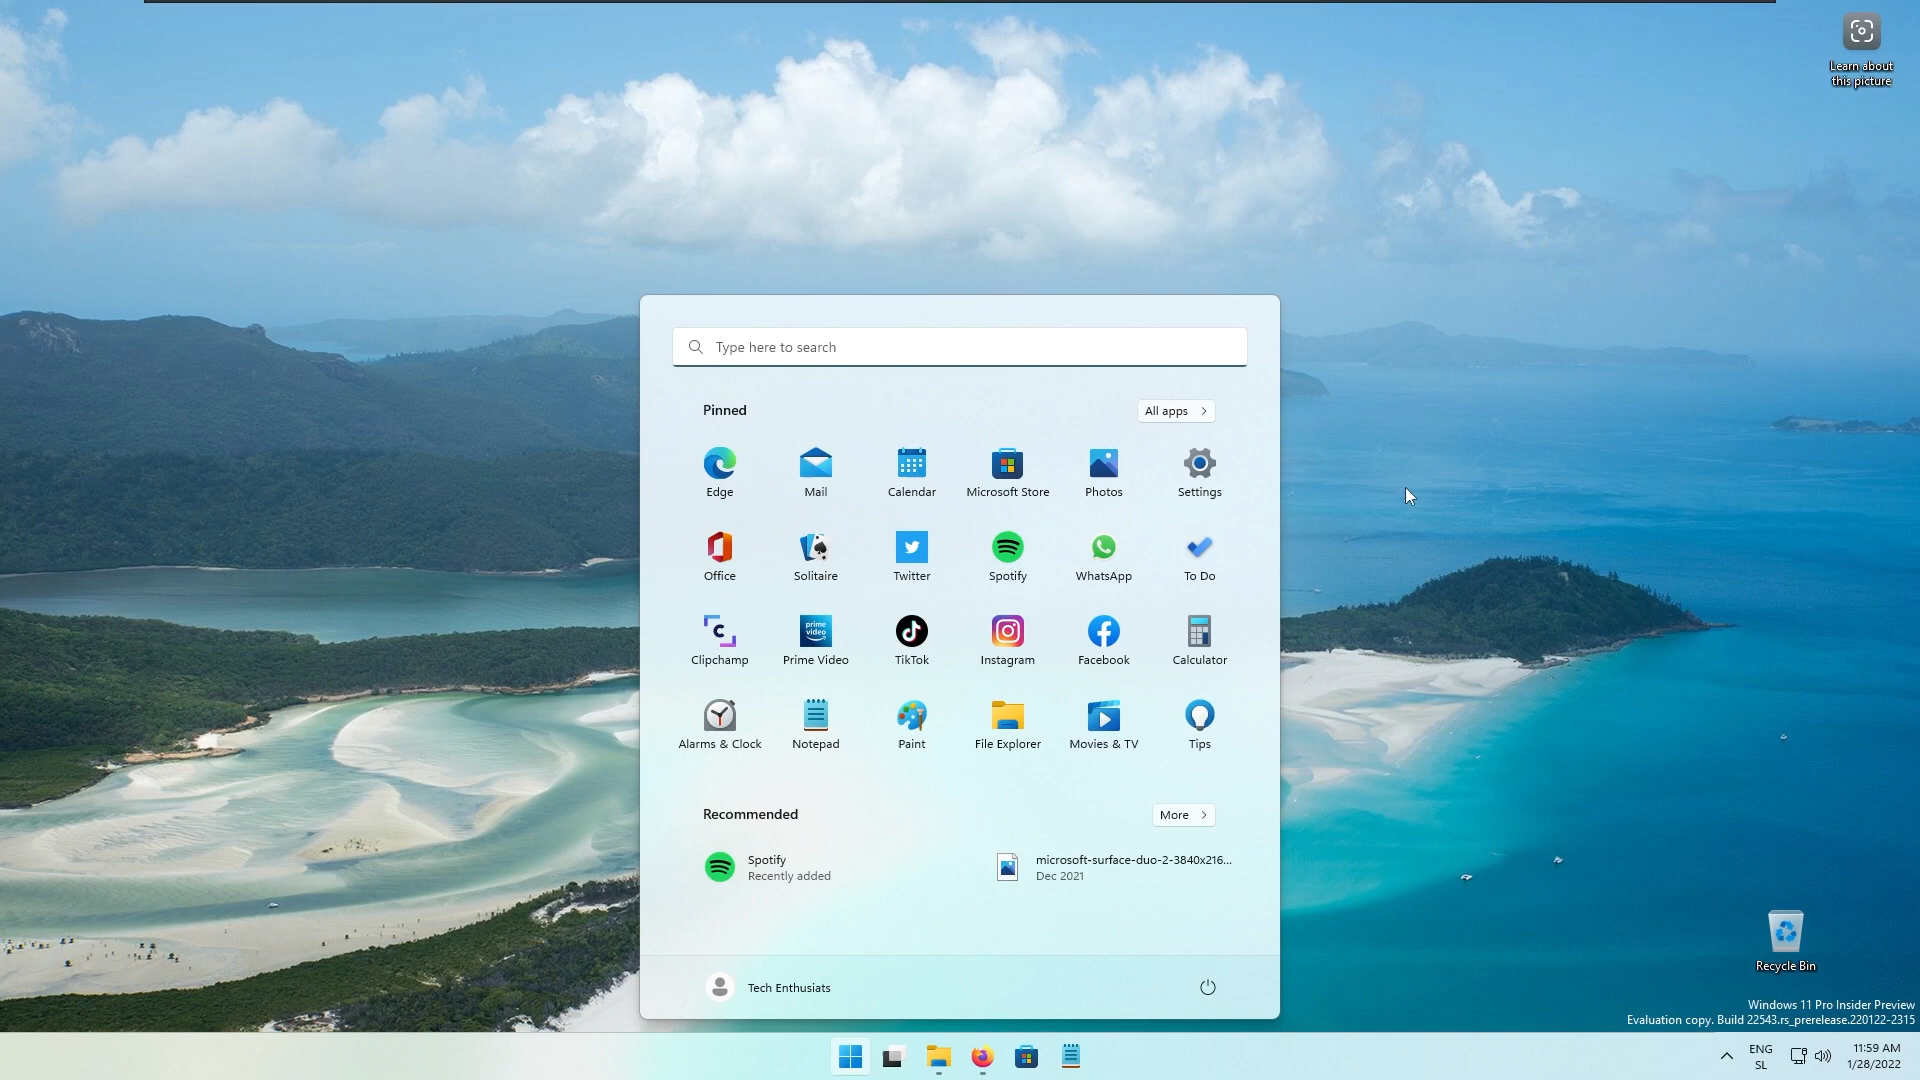 Learn about
this picture
Type here to search
Pinned
All apps
Edge
Mail
Calendar
Microsoft Store
Photos
Settings
Office
Solitaire
Twitter
Spotify
WhatsApp
To Do
prime
video
Clipchamp
Prime Video
TikTok
Instagram
Facebook
Calculator
Alarms & Clock
Notepad
Paint
File Explorer
Movies & TV
Tips
Recommended
More
Spotify
Recently added
microsoft-surface-duo-2-3840x216...
Dec 2021
Tech Enthusiats
Recycle Bin
Windows 11 Pro Insider Preview
Evaluation copy. Build 22543.rs_prerelease.220122-2315
ENG
SL
11:59 AM
1/28/2022